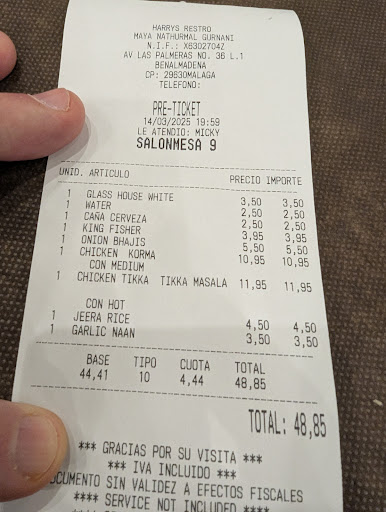 HARRYS RESTRO
MAYA NATHURMAL GURNANI
N.I.F.: X6302704Z
AV LAS PALMERAS NO. 36 L.1
BENALMADENA
CP: 29630MALAGA
TELEFONO:
PRE-TICKET
14/03/2025 19:59
LE ATENDIO: MICKY
SALONMESA 9
UNID. ARTICULO PRECIO IMPORTE
1 GLASS HOUSE WHITE 3,50 3,50
1 WATER 2,50 2,50
1 CAÑA CERVEZA 2,50 2,50
1 KING FISHER 3,95 3,95
1 ONION BHAJIS 5,50 5,50
1 CHICKEN KORMA 10,95 10,95
CON MEDIUM
1 CHICKEN TIKKA TIKKA MASALA 11,95 11,95
CON HOT
1 JEERA RICE 4,50 4,50
1 GARLIC NAAN 3,50 3,50
BASE TIPO CUOTA TOTAL
44,41 10 4,44 48,85
TOTAL: 48,85
*** GRACIAS POR SU VISITA ***
*** IVA INCLUIDO ***
OCUMENTO SIN VALIDEZ A EFECTOS FISCALES
**** SERVICE NOT INCLUDED ****